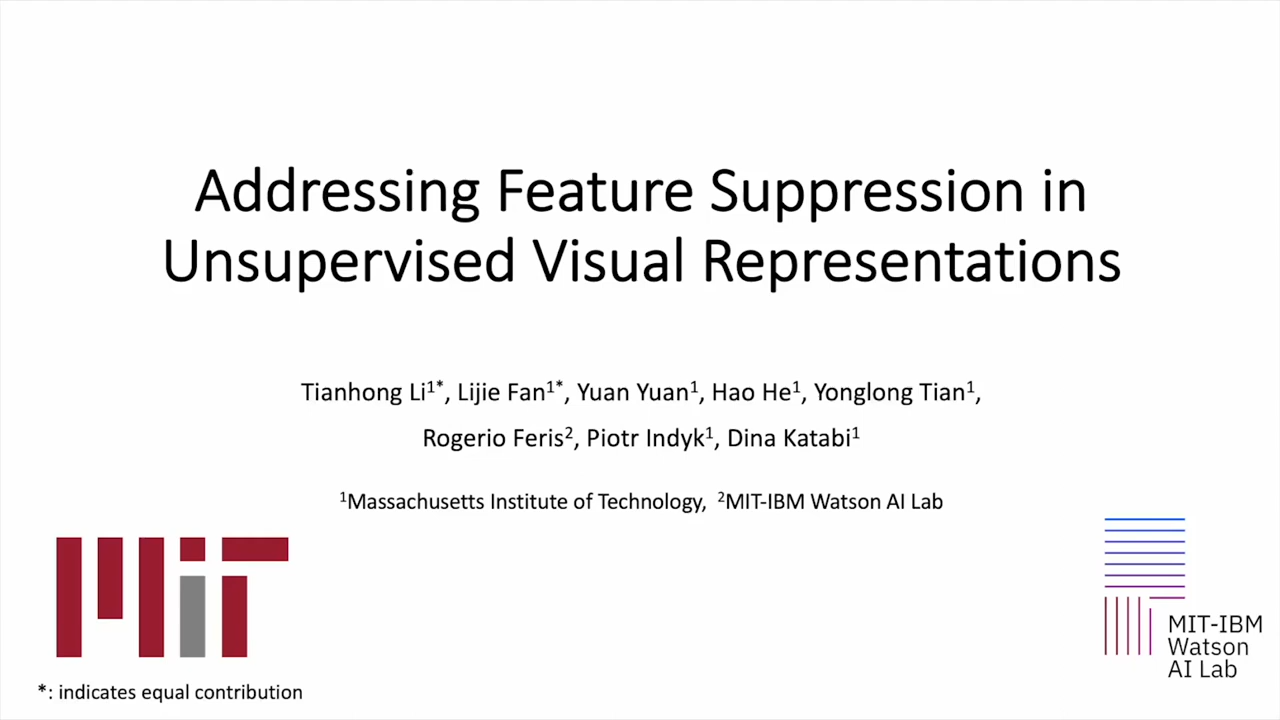 Addressing Feature Suppression in
Unsupervised Visual Representations
Tianhong Li¹*, Lijie Fan¹*, Yuan Yuan¹, Hao He¹, Yonglong Tian¹,
Rogerio Feris², Piotr Indyk¹, Dina Katabi¹
¹Massachusetts Institute of Technology, ²MIT-IBM Watson AI Lab
MIT
MIT-IBM
Watson
AI Lab
*: indicates equal contribution